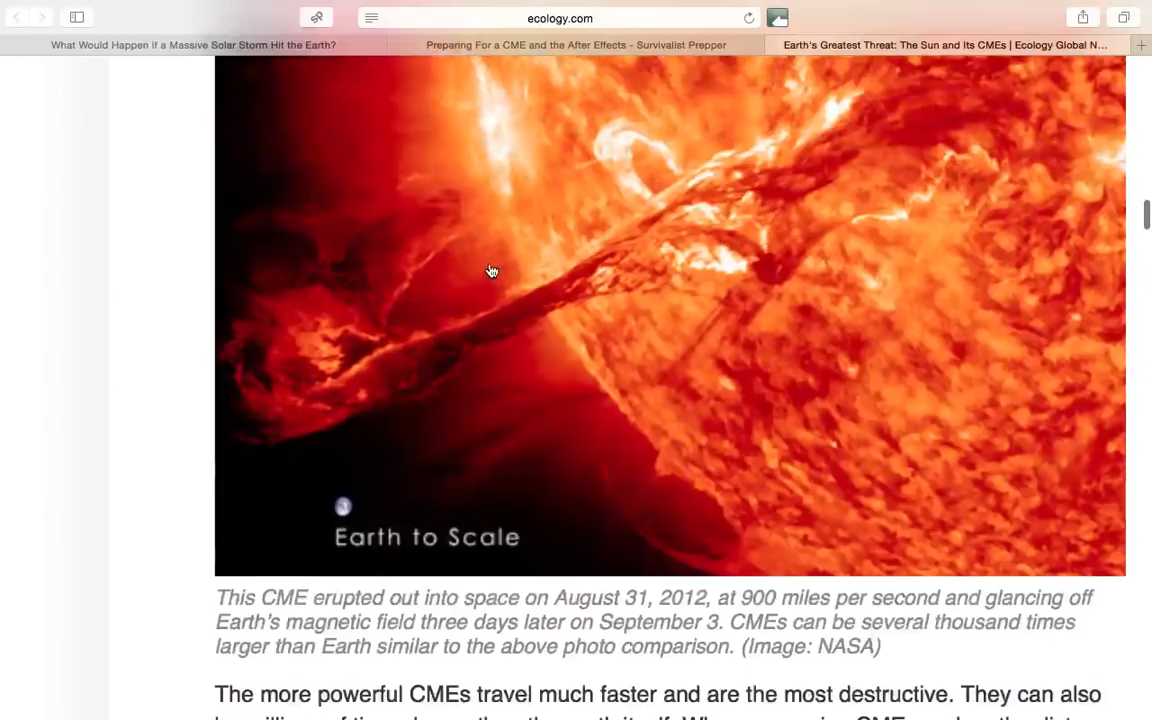 ecology.com
What Would Happen if a Massive Solar Storm Hit the Earth?
Preparing For a CME and the After Effects - Survivalist Prepper
Earth's Greatest Threat: The Sun and Its CMEs | Ecology Global N...
Earth to Scale
This CME erupted out into space on August 31, 2012, at 900 miles per second and glancing off
Earth's magnetic field three days later on September 3. CMEs can be several thousand times
larger than Earth similar to the above photo comparison. (Image: NASA)
The more powerful CMEs travel much faster and are the most destructive. They can also